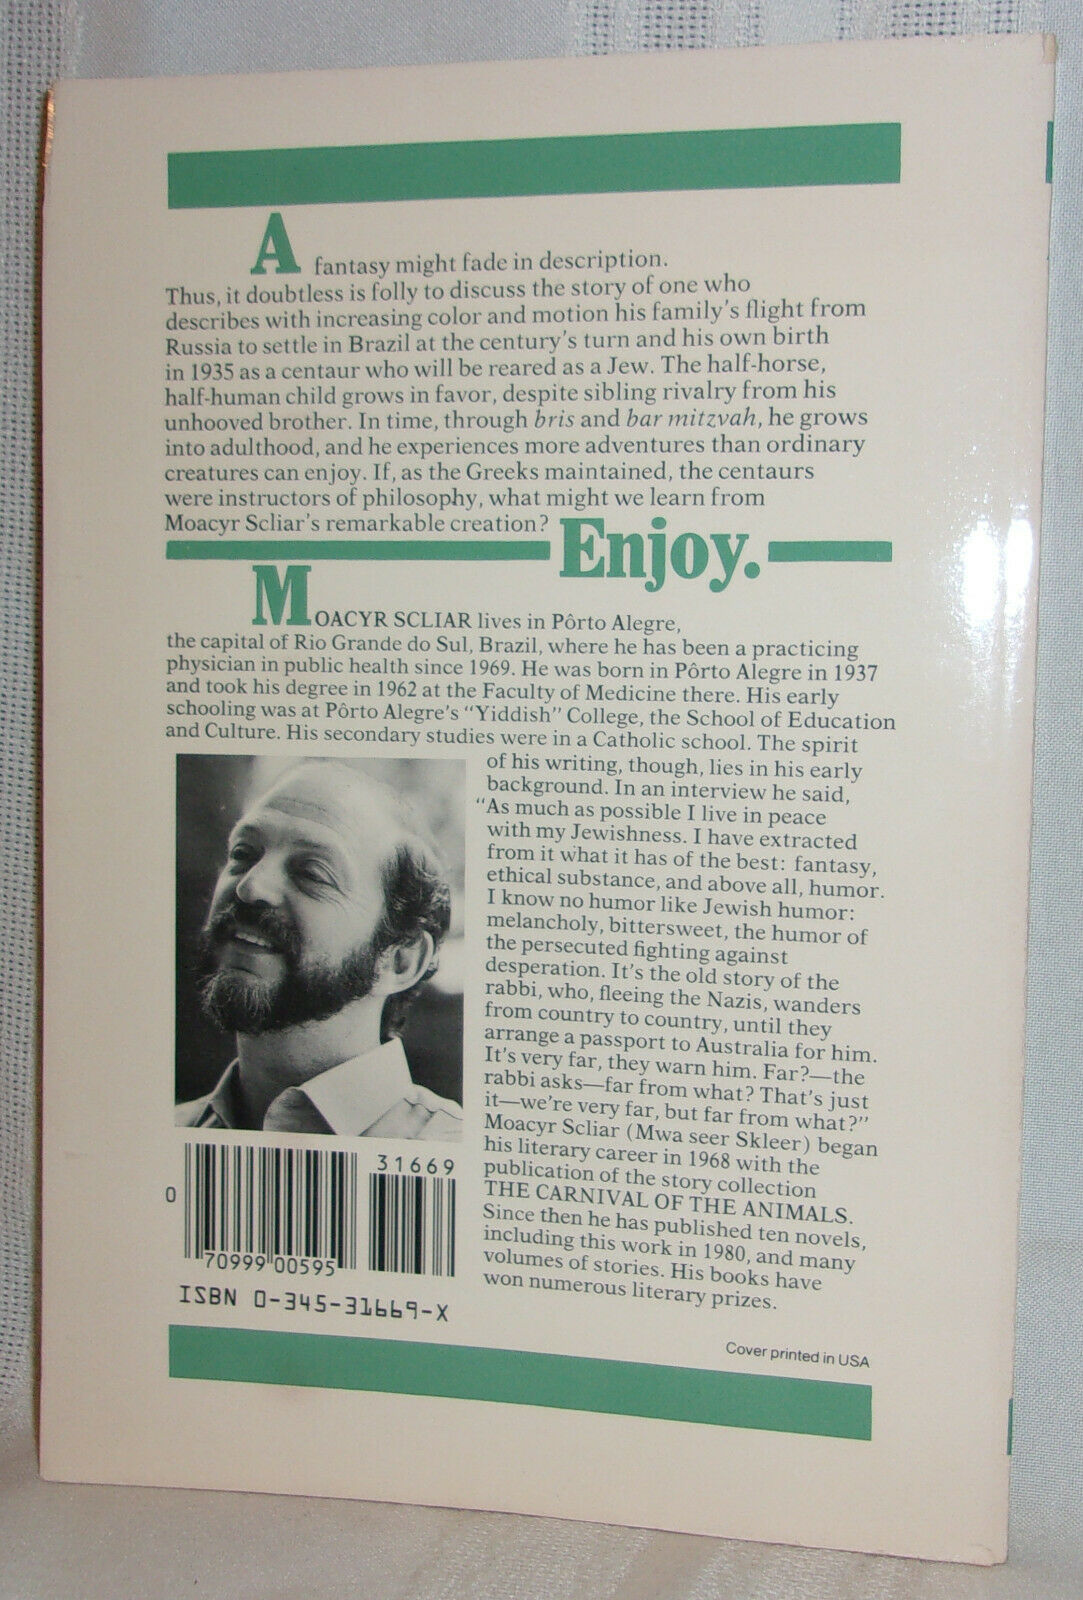 A fantasy might fade in description.
Thus, it doubtless is folly to discuss the story of one who
describes with increasing color and motion his family's flight from
Russia to settle in Brazil at the century's turn and his own birth
in 1935 as a centaur who will be reared as a Jew. The half-horse,
half-human child grows in favor, despite sibling rivalry from his
unhooved brother. In time, through bris and bar mitzvah, he grows
into adulthood, and he experiences more adventures than ordinary
creatures can enjoy. If, as the Greeks maintained, the centaurs
were instructors of philosophy, what might we learn from
Moacyr Scliar's remarkable creation?
Enjoy.
MOACYR SCLIAR lives in Pôrto Alegre,
the capital of Rio Grande do Sul, Brazil, where he has been a practicing
physician in public health since 1969. He was born in Pôrto Alegre in 1937
and took his degree in 1962 at the Faculty of Medicine there. His early
schooling was at Pôrto Alegre's "Yiddish" College, the School of Education
and Culture. His secondary studies were in a Catholic school. The spirit
of his writing, though, lies in his early
background. In an interview he said,
"As much as possible I live in peace
with my Jewishness. I have extracted
from it what it has of the best: fantasy,
ethical substance, and above all, humor.
I know no humor like Jewish humor:
melancholy, bittersweet, the humor of
the persecuted fighting against
desperation. It's the old story of the
rabbi, who, fleeing the Nazis, wanders
from country to country, until they
arrange a passport to Australia for him.
It's very far, they warn him. Far?—the
rabbi asks—far from what? That's just
it—we're very far, but far from what?"
Moacyr Scliar (Mwa seer Skleer) began
his literary career in 1968 with the
publication of the story collection
THE CARNIVAL OF THE ANIMALS.
Since then he has published ten novels,
including this work in 1980, and many
volumes of stories. His books have
won numerous literary prizes.
31669
0
70999 00595
ISBN 0-345-31669-X
Cover printed in USA